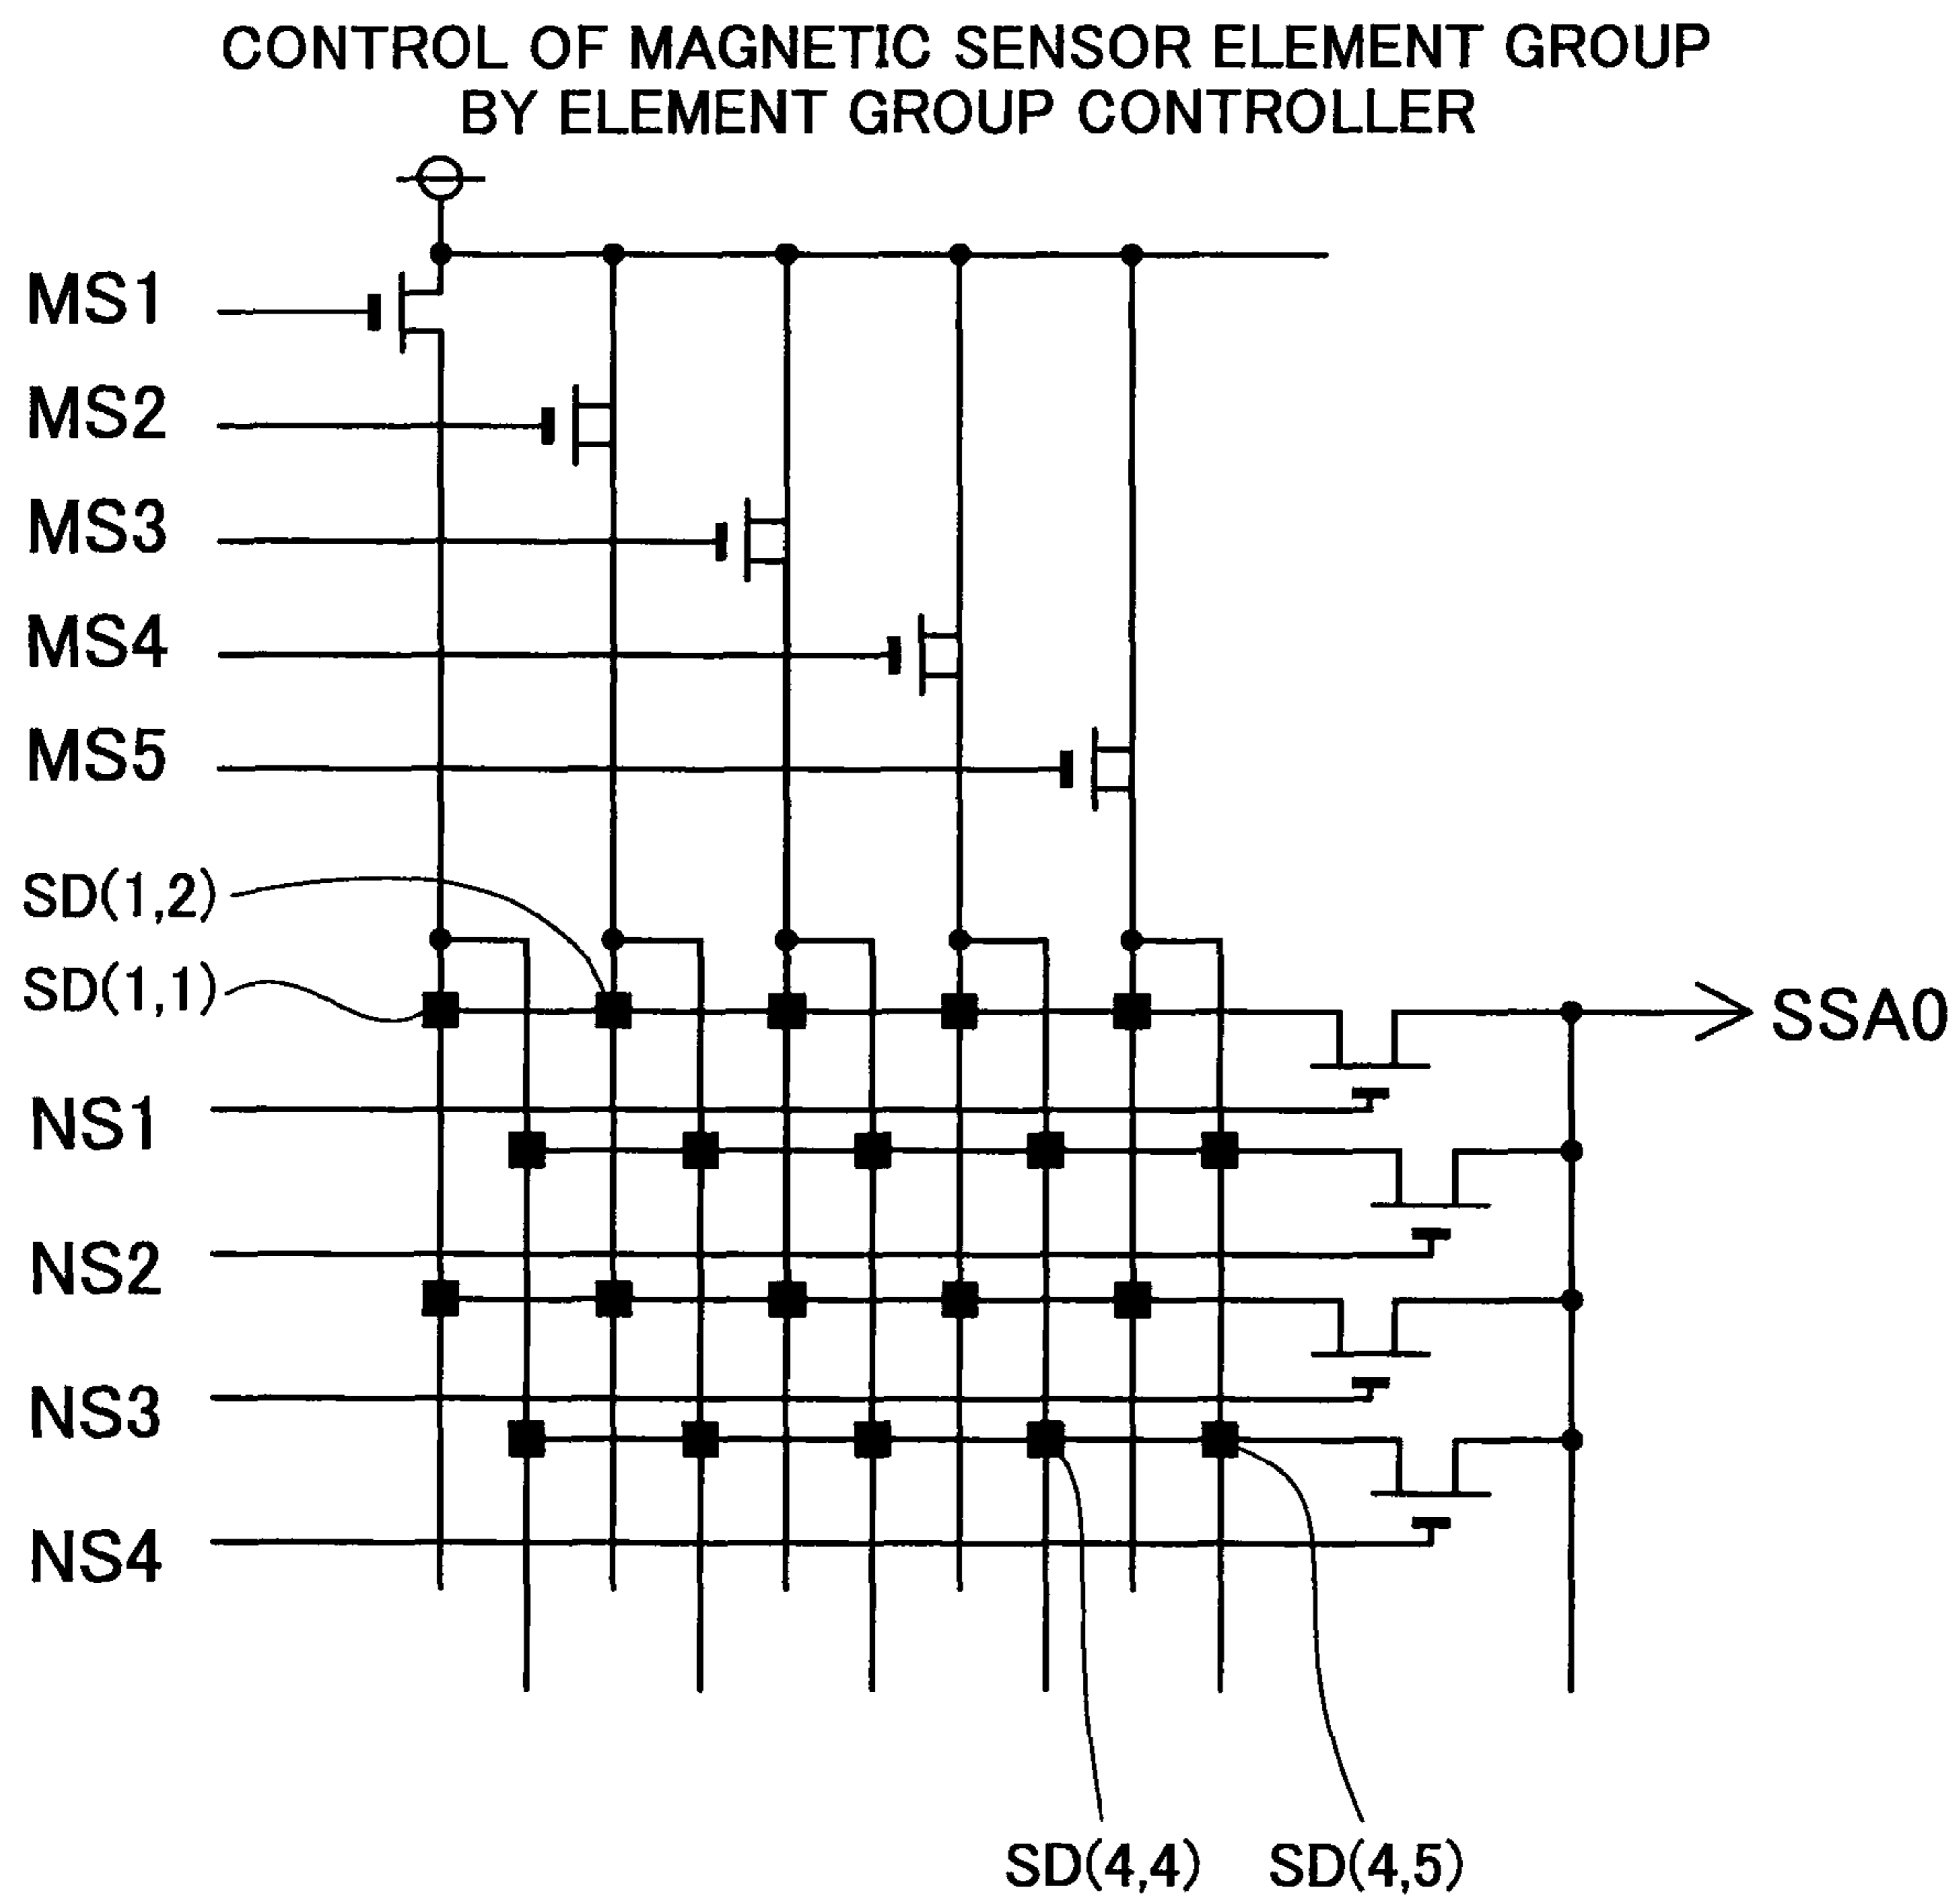 CONTROL OF MAGNETIC SENSOR ELEMENT GROUP
BY ELEMENT GROUP CONTROLLER
MS1
MS2
MS3
MS4
MS5
SD(1,2)
SD(1,1)
SSA0
NS1
NS2
NS3
NS4
SD(4,4)
SD(4,5)